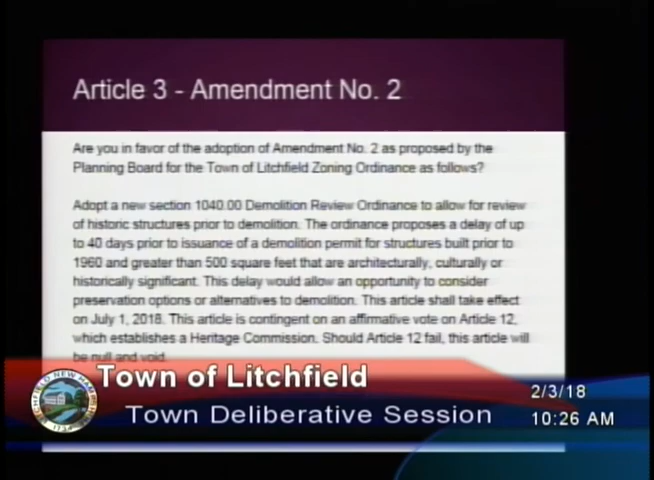 Article 3 - Amendment No. 2
Are you in favor of the adoption of Amendment No. 2 as proposed by the
Planning Board for the Town of Litchfield Zoning Ordinance as follows?
Adopt a new section 1040.00 Demolition Review Ordinance to allow for review
of historic structures prior to demolition. The ordinance proposes a delay of up
to 40 days prior to issuance of a demolition permit for structures built prior to
1960 and greater than 500 square feet that are architecturally, culturally or
historically significant. This delay would allow an opportunity to consider
preservation options or alternatives to demolition. This article shall take effect
on July 1, 2018. This article is contingent on an affirmative vote on Article 12,
which establishes a Heritage Commission. Should Article 12 fail, this article will
be null and void.
Town of Litchfield
Town Deliberative Session
2/3/18
10:26 AM
LITCHFIELD NEW HAMPSHIRE
1734